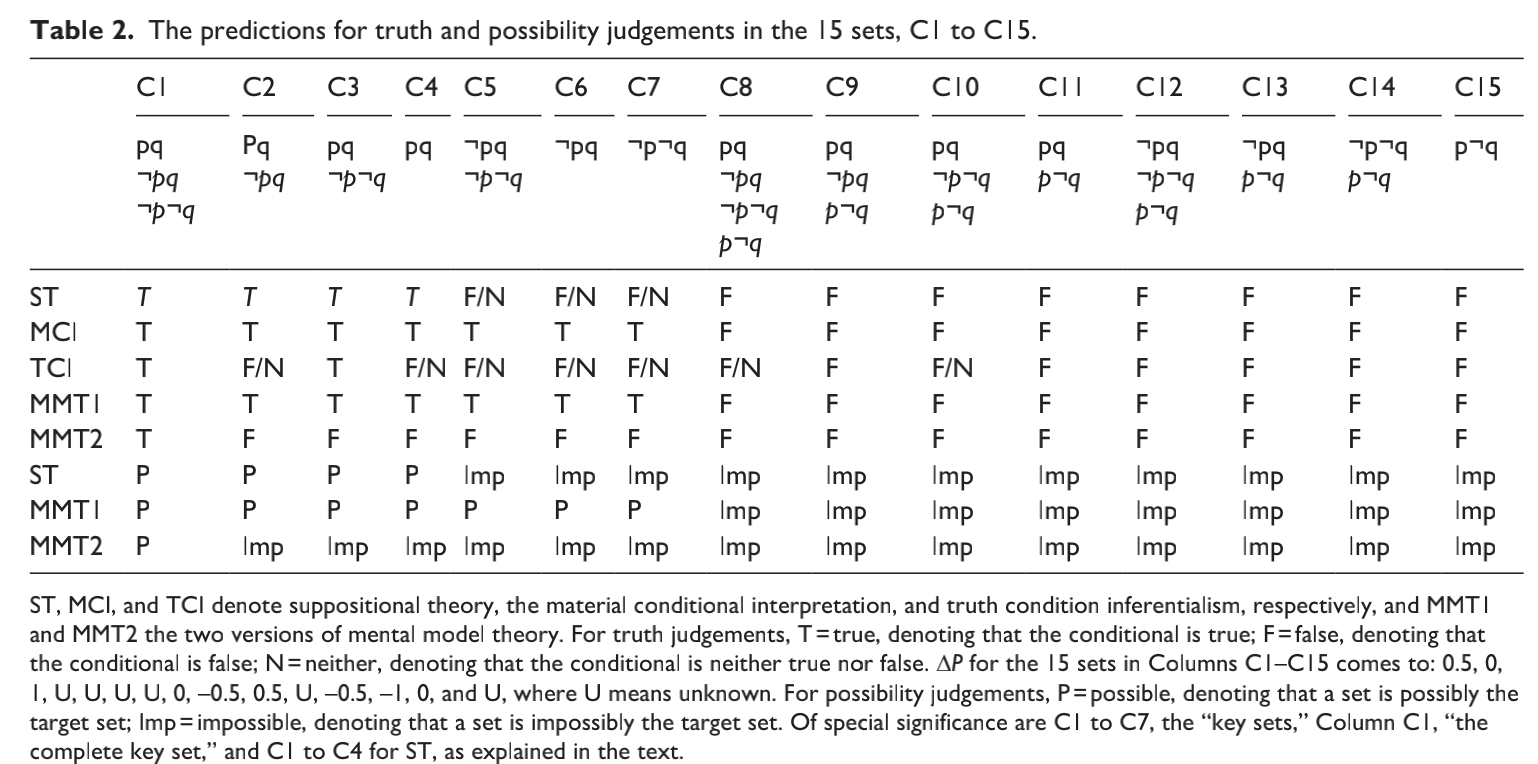 Table 2. The predictions for truth and possibility judgements in the 15 sets, C1 to C15.
C1 C2 C3 C4 C5 C6 C7 C8 C9 C10 C11 C12 C13 C14 C15
pq Pq pq pq ¬pq ¬pq ¬p¬q pq pq pq pq ¬pq ¬pq ¬p¬q p¬q
¬pq ¬pq ¬p¬q ¬p¬q ¬pq ¬pq ¬p¬q p¬q ¬p¬q p¬q p¬q
¬p¬q ¬p¬q p¬q p¬q p¬q
p¬q
ST T T T T F/N F/N F/N F F F F F F F F
MCI T T T T T T T F F F F F F F F
TCI T F/N T F/N F/N F/N F/N F/N F F/N F F F F F
MMT1 T T T T T T T F F F F F F F F
MMT2 T F F F F F F F F F F F F F F
ST P P P P Imp Imp Imp Imp Imp Imp Imp Imp Imp Imp Imp
MMT1 P P P P P P P Imp Imp Imp Imp Imp Imp Imp Imp
MMT2 P Imp Imp Imp Imp Imp Imp Imp Imp Imp Imp Imp Imp Imp Imp
ST, MCI, and TCI denote suppositional theory, the material conditional interpretation, and truth condition inferentialism, respectively, and MMT1
and MMT2 the two versions of mental model theory. For truth judgements, T = true, denoting that the conditional is true; F = false, denoting that
the conditional is false; N = neither, denoting that the conditional is neither true nor false. ΔP for the 15 sets in Columns C1–C15 comes to: 0.5, 0,
1, U, U, U, U, 0, –0.5, 0.5, U, –0.5, –1, 0, and U, where U means unknown. For possibility judgements, P = possible, denoting that a set is possibly the
target set; Imp = impossible, denoting that a set is impossibly the target set. Of special significance are C1 to C7, the “key sets,” Column C1, “the
complete key set,” and C1 to C4 for ST, as explained in the text.